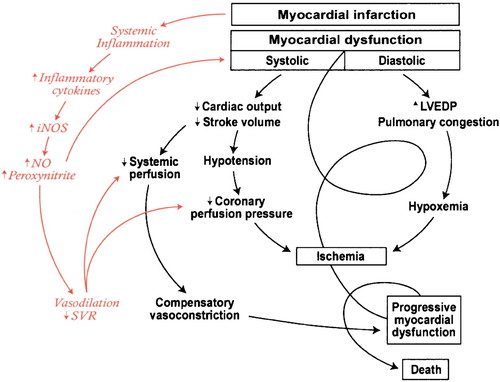 Myocardial infarction
Systemic
Inflammation
Myocardial dysfunction
Systolic
Diastolic
Inflammatory
cytokines
iNOS
NO
Peroxynitrite
Cardiac output
Stroke volume
LVEDP
Pulmonary congestion
Systemic
perfusion
Hypotension
Coronary
perfusion pressure
Hypoxemia
Ischemia
Vasodilation
SVR
Compensatory
vasoconstriction
Progressive
myocardial
dysfunction
Death